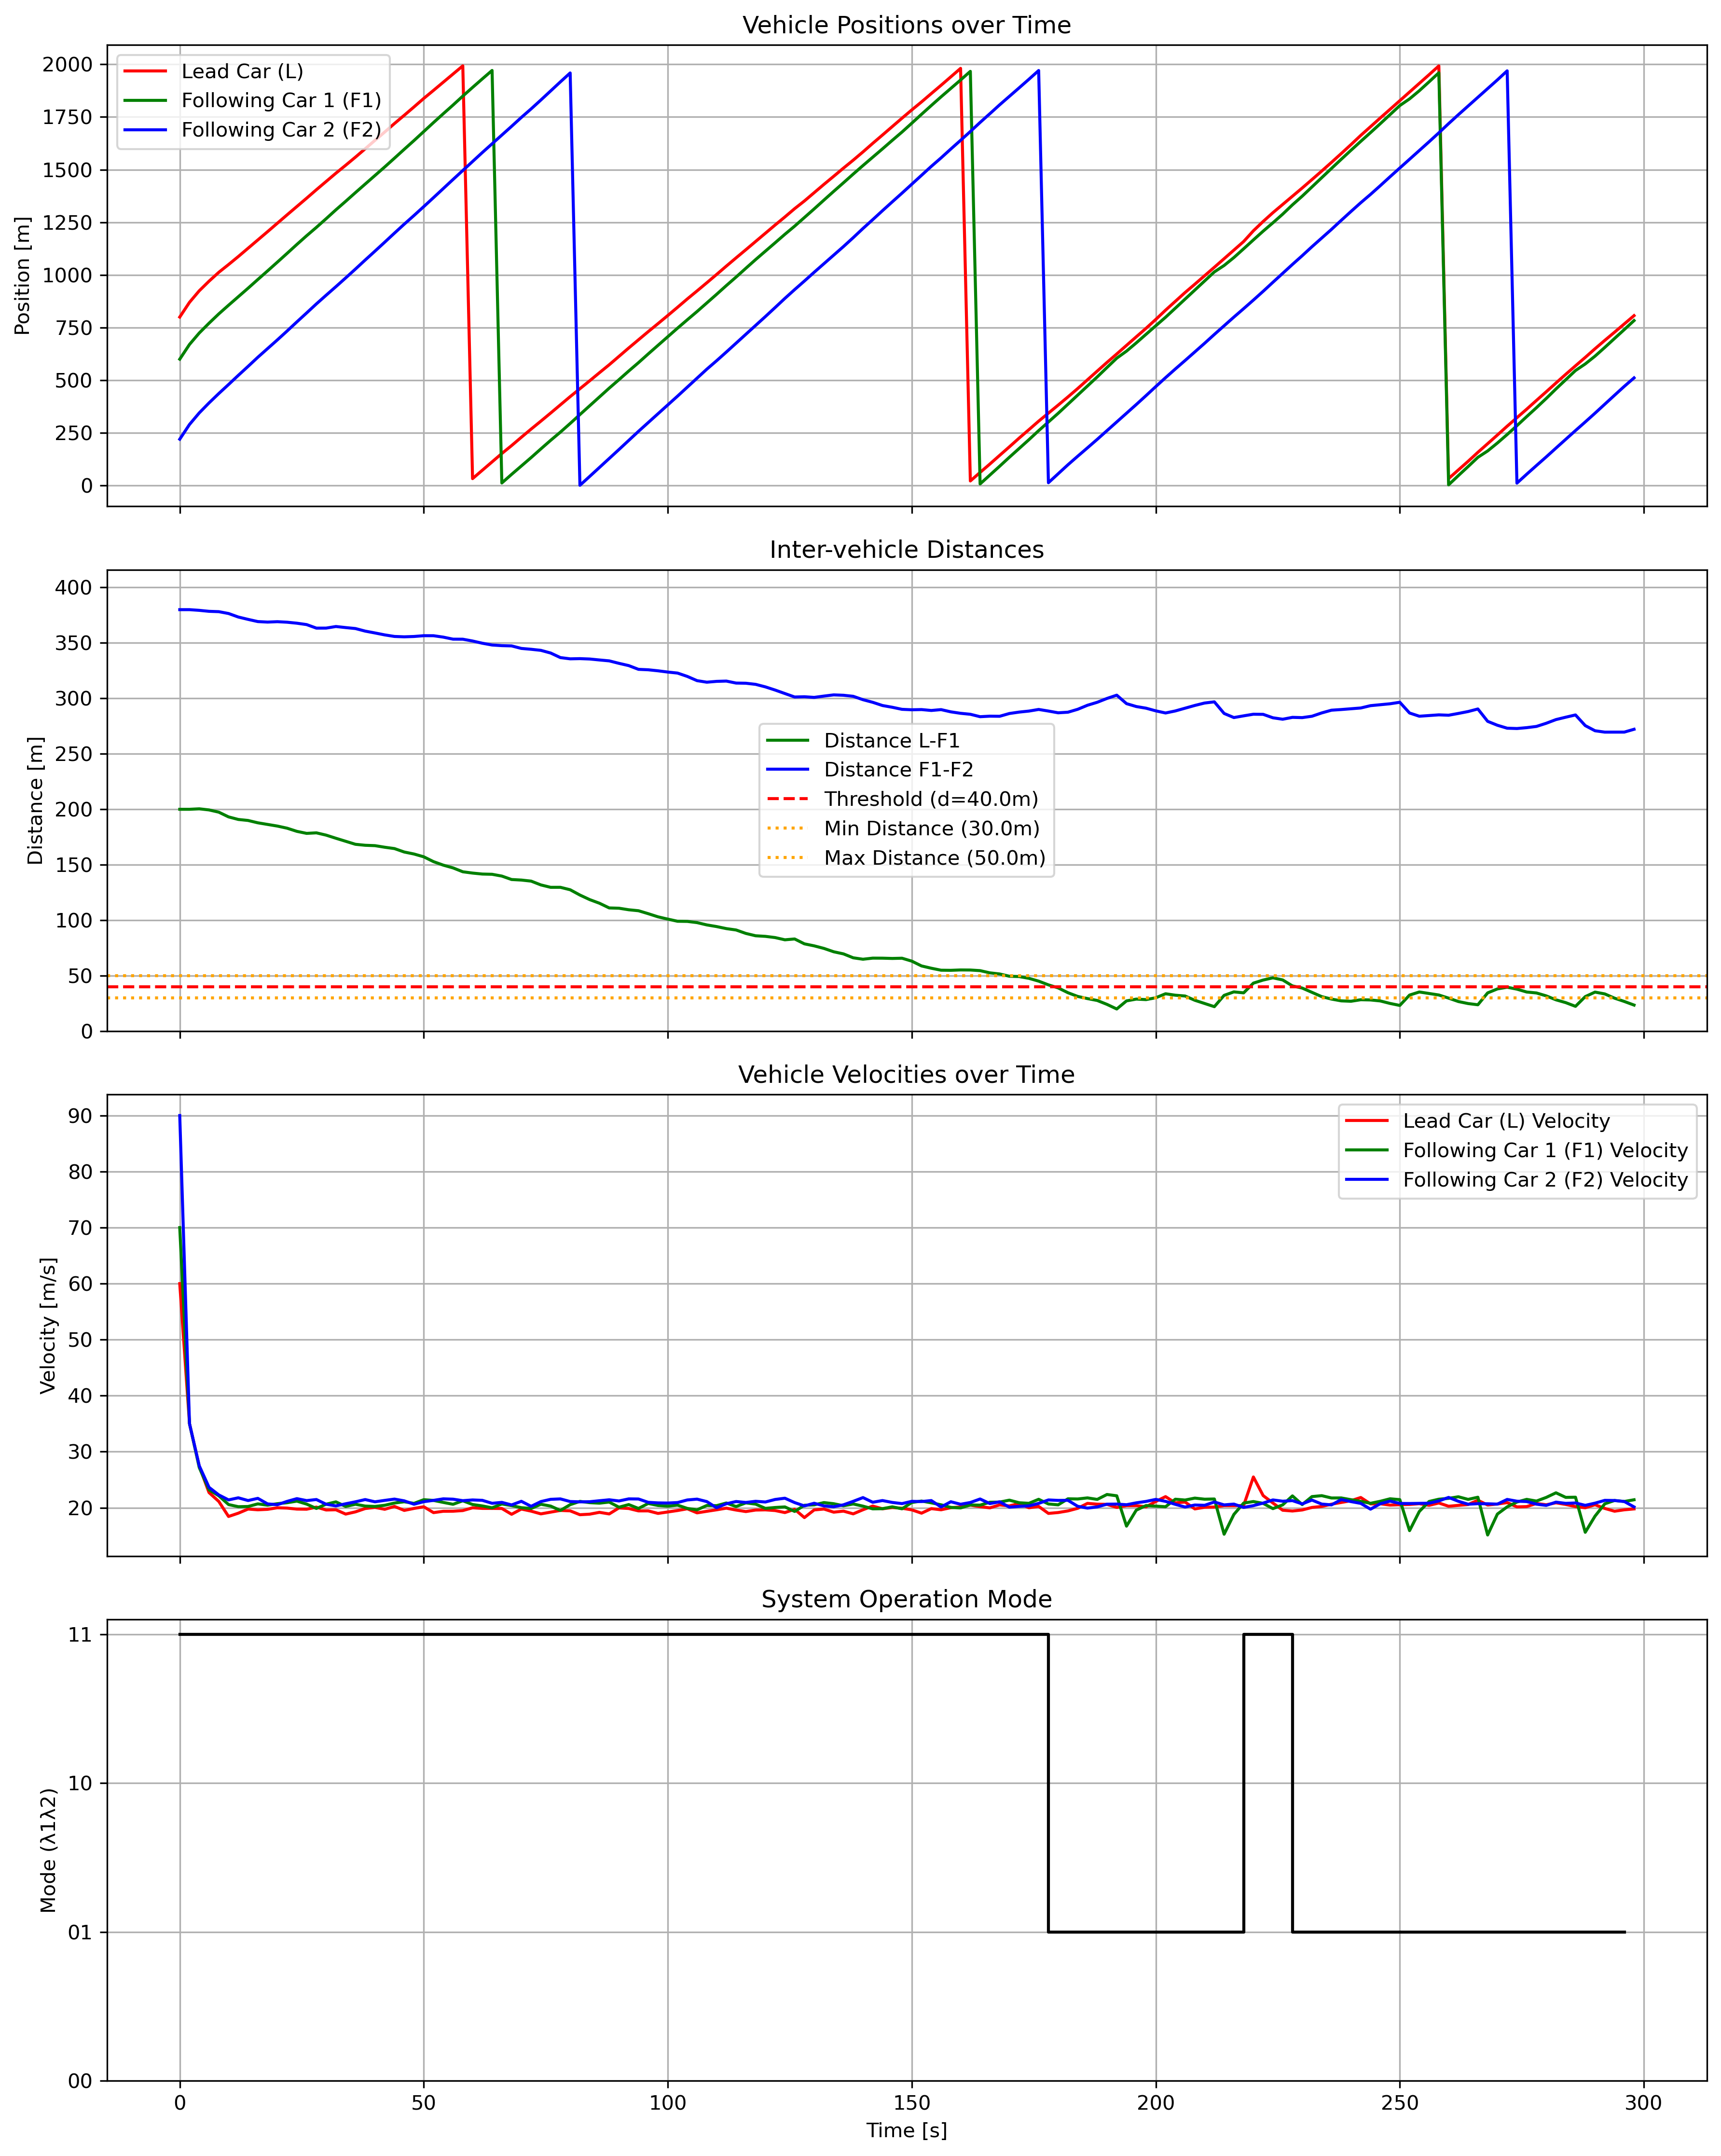 Vehicle Positions over Time
Position [m]
2000
1750
1500
1250
1000
750
500
250
0
Lead Car (L)
Following Car 1 (F1)
Following Car 2 (F2)
Inter-vehicle Distances
Distance [m]
400
350
300
250
200
150
100
50
0
Distance L-F1
Distance F1-F2
Threshold (d=40.0m)
Min Distance (30.0m)
Max Distance (50.0m)
Vehicle Velocities over Time
Velocity [m/s]
90
80
70
60
50
40
30
20
Lead Car (L) Velocity
Following Car 1 (F1) Velocity
Following Car 2 (F2) Velocity
System Operation Mode
Mode (λ1λ2)
11
10
01
00
0 50 100 150 200 250 300
Time [s]